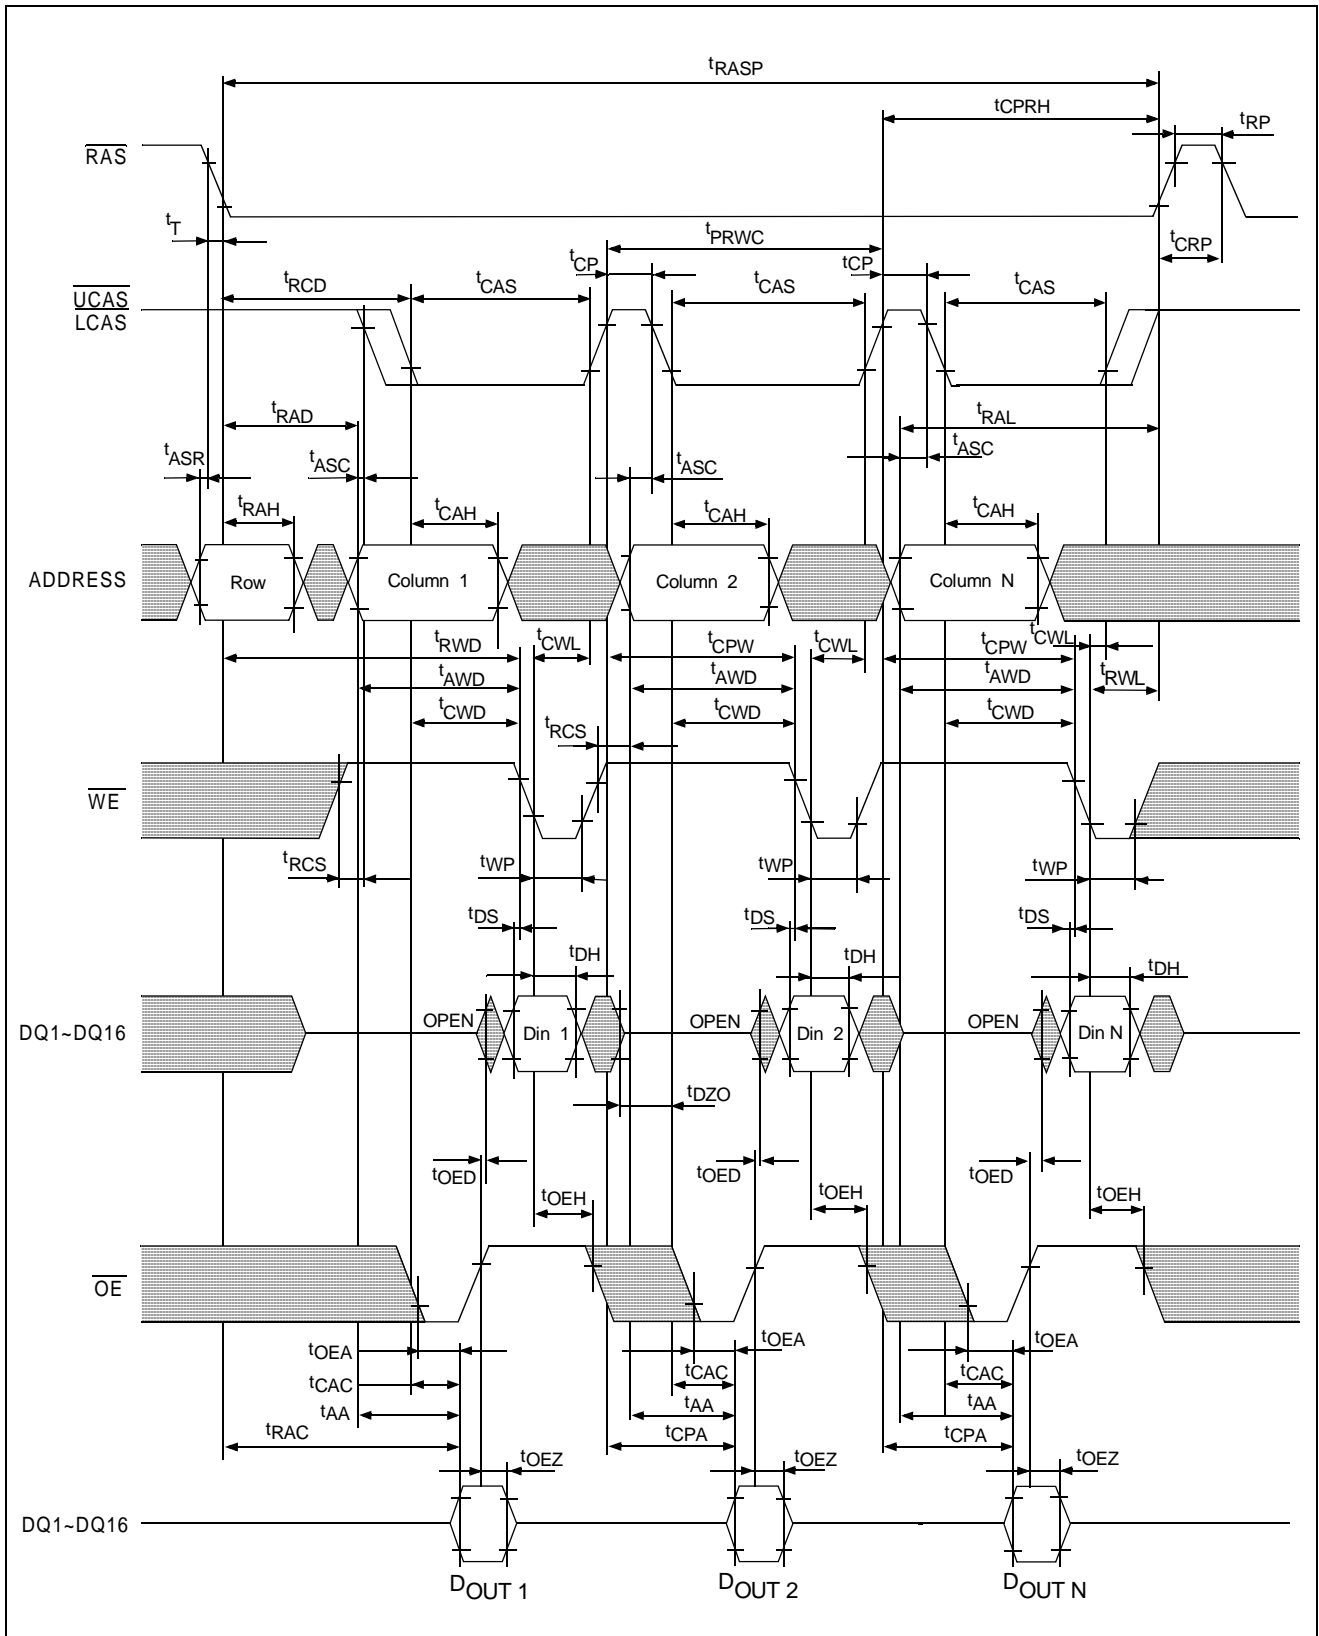 tRASP
tCPRH
tRP
RAS
tT
tPRWC
tCRP
tCP
tCP
tRCD
tCAS
tCAS
tCAS
UCAS
LCAS
tRAD
tRAL
tASR
tASC
tASC
tASC
tRAH
tCAH
tCAH
tCAH
ADDRESS
Row
Column 1
Column 2
Column N
tRWD
tCWL
tCPW
tCWL
tCPW
tCWL
tAWD
tAWD
tAWD
tRWL
tCWD
tRCS
tCWD
tCWD
WE
tRCS
tWP
tWP
tWP
tDS
tDS
tDS
tDH
tDH
tDH
DQ1~DQ16
OPEN
Din 1
OPEN
Din 2
OPEN
Din N
tDZO
tOED
tOED
tOED
tOEH
tOEH
tOEH
OE
tOEA
tOEA
tOEA
tCAC
tCAC
tCAC
tAA
tAA
tAA
tRAC
tCPA
tCPA
tOEZ
tOEZ
tOEZ
DQ1~DQ16
DOUT 1
DOUT 2
DOUT N